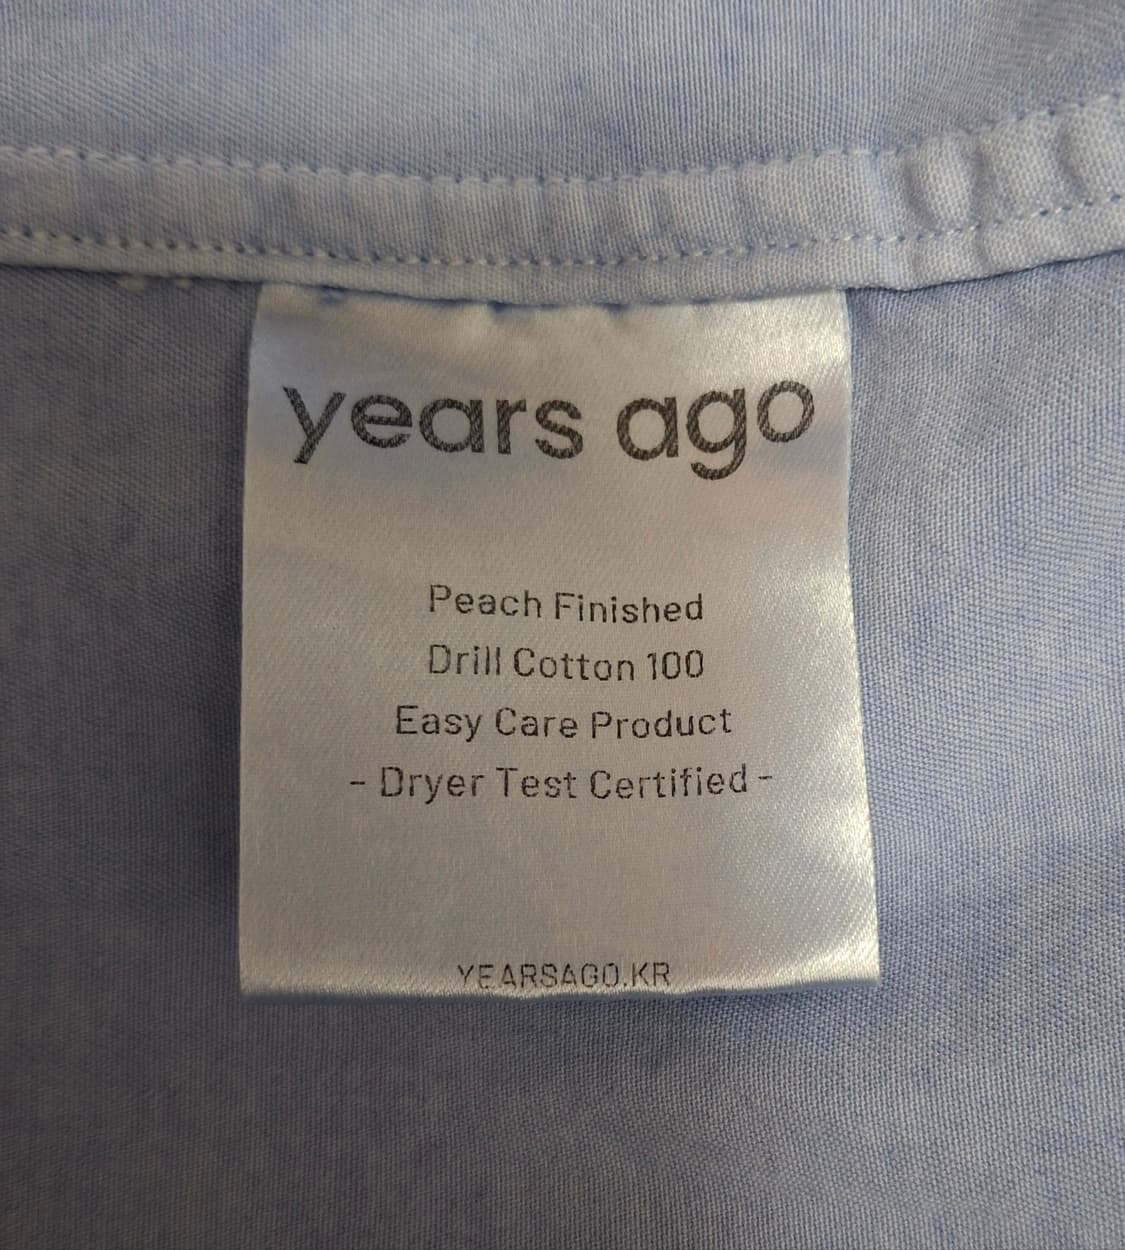 years ago
Peach Finished
Drill Cotton 100
Easy Care Product
- Dryer Test Certified -
YEARSAGO.KR